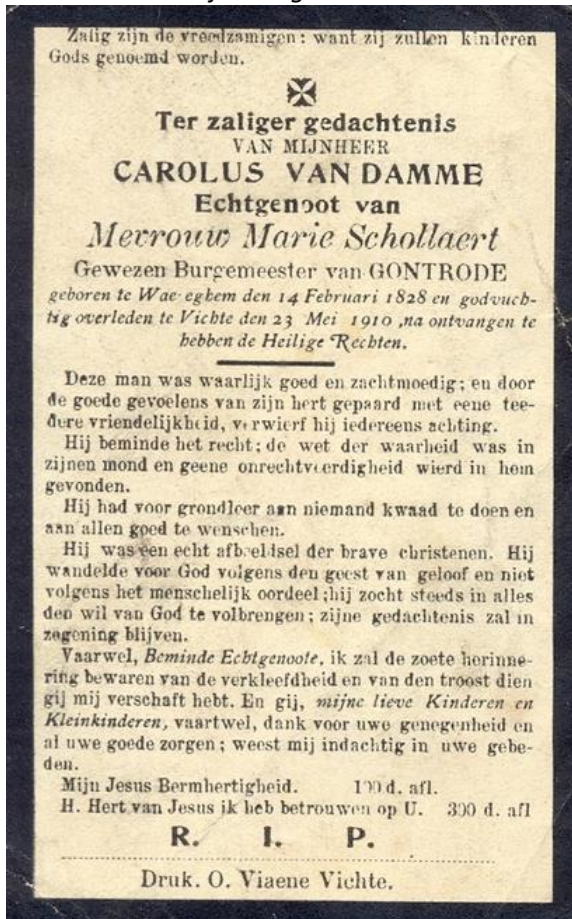 Zalig zijn de vreedzamigen: want zij zullen kinderen
Gods genoemd worden.
Ter zaliger gedachtenis
VAN MIJNHEER
CAROLUS VAN DAMME
Echtgenoot van
Mevrouw Marie Schollaert
Gewezen Burgemeester van GONTRODE
geboren te Wae eghem den 14 Februari 1828 en godvuch-
tig overleden te Vichte den 23 Mei 1910 ,na ontvangen te
hebben de Heilige Rechten.
Deze man was waarlijk goed en zachtmoedig; en door
de goede gevoelens van zijn hert gepaard met eene tee-
dere vriendelijkheid, verwierf hij iedereens achting.
Hij beminde het recht; de wet der waarheid was in
zijnen mond en geene onrechtveerdigheid wierd in hem
gevonden.
Hij had voor grondleer aan niemand kwaad te doen en
aan allen goed te wenschen.
Hij was een echt afbeeldsel der brave christenen. Hij
wandelde voor God volgens den geest van geloof en niet
volgens het menschelijk oordeel;hij zocht steeds in alles
den wil van God te volbrengen; zijne gedachtenis zal in
zegening blijven.
Vaarwel, Beminde Echtgenoote, ik zal de zoete herinne-
ring bewaren van de verkleefdheid en van den troost dien
gij mij verschaft hebt. En gij, mijne lieve Kinderen en
Kleinkinderen, vaartwel, dank voor uwe genegenheid en
al uwe goede zorgen; weest mij indachtig in uwe gebe-
den.
Mijn Jesus Bermhertigheid. 100 d. afl.
H. Hert van Jesus ik heb betrouwen op U. 300 d. afl
R. I. P.
Druk. O. Viaene Vichte.